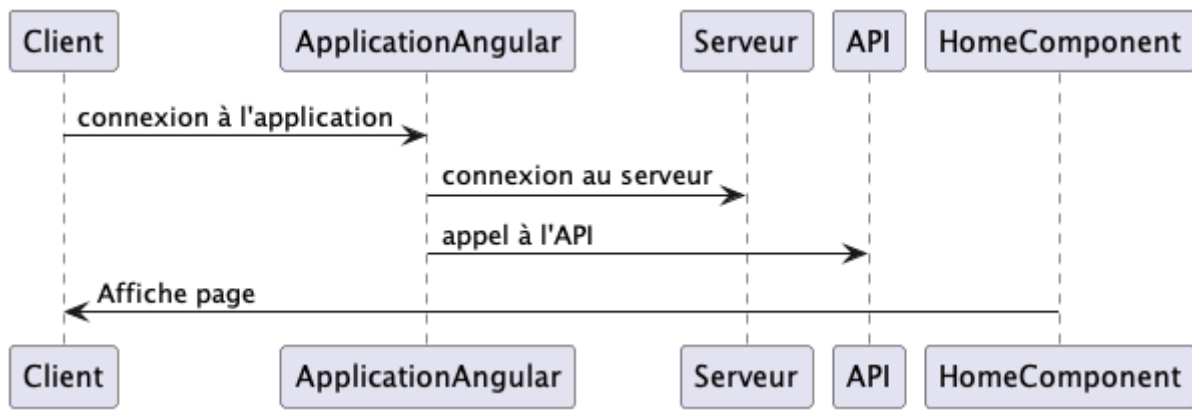 Client ApplicationAngular Serveur API HomeComponent
connexion à l'application
connexion au serveur
appel à l'API
Affiche page
Client ApplicationAngular Serveur API HomeComponent